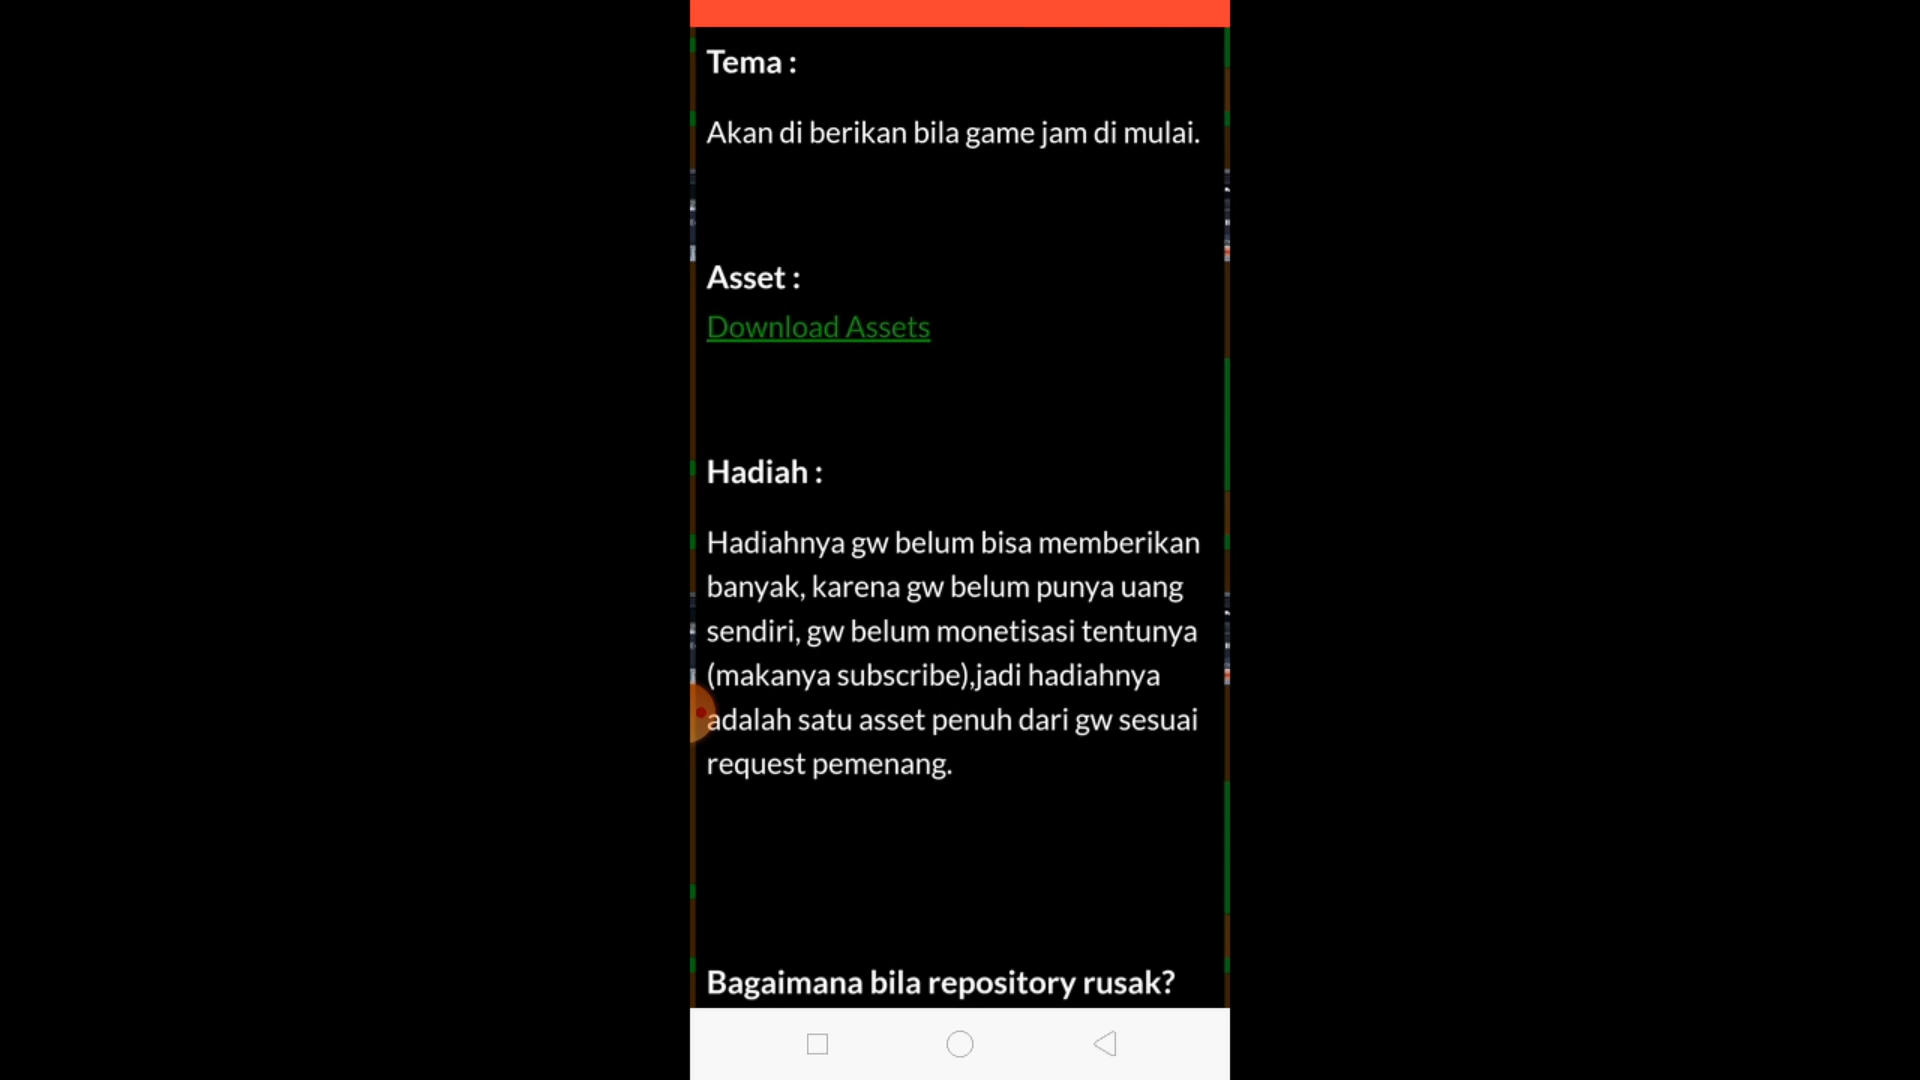 Tema :
Akan di berikan bila game jam di mulai.
Asset :
Download Assets
Hadiah :
Hadiahnya gw belum bisa memberikan
banyak, karena gw belum punya uang
sendiri, gw belum monetisasi tentunya
(makanya subscribe),jadi hadiahnya
adalah satu asset penuh dari gw sesuai
request pemenang.
Bagaimana bila repository rusak?